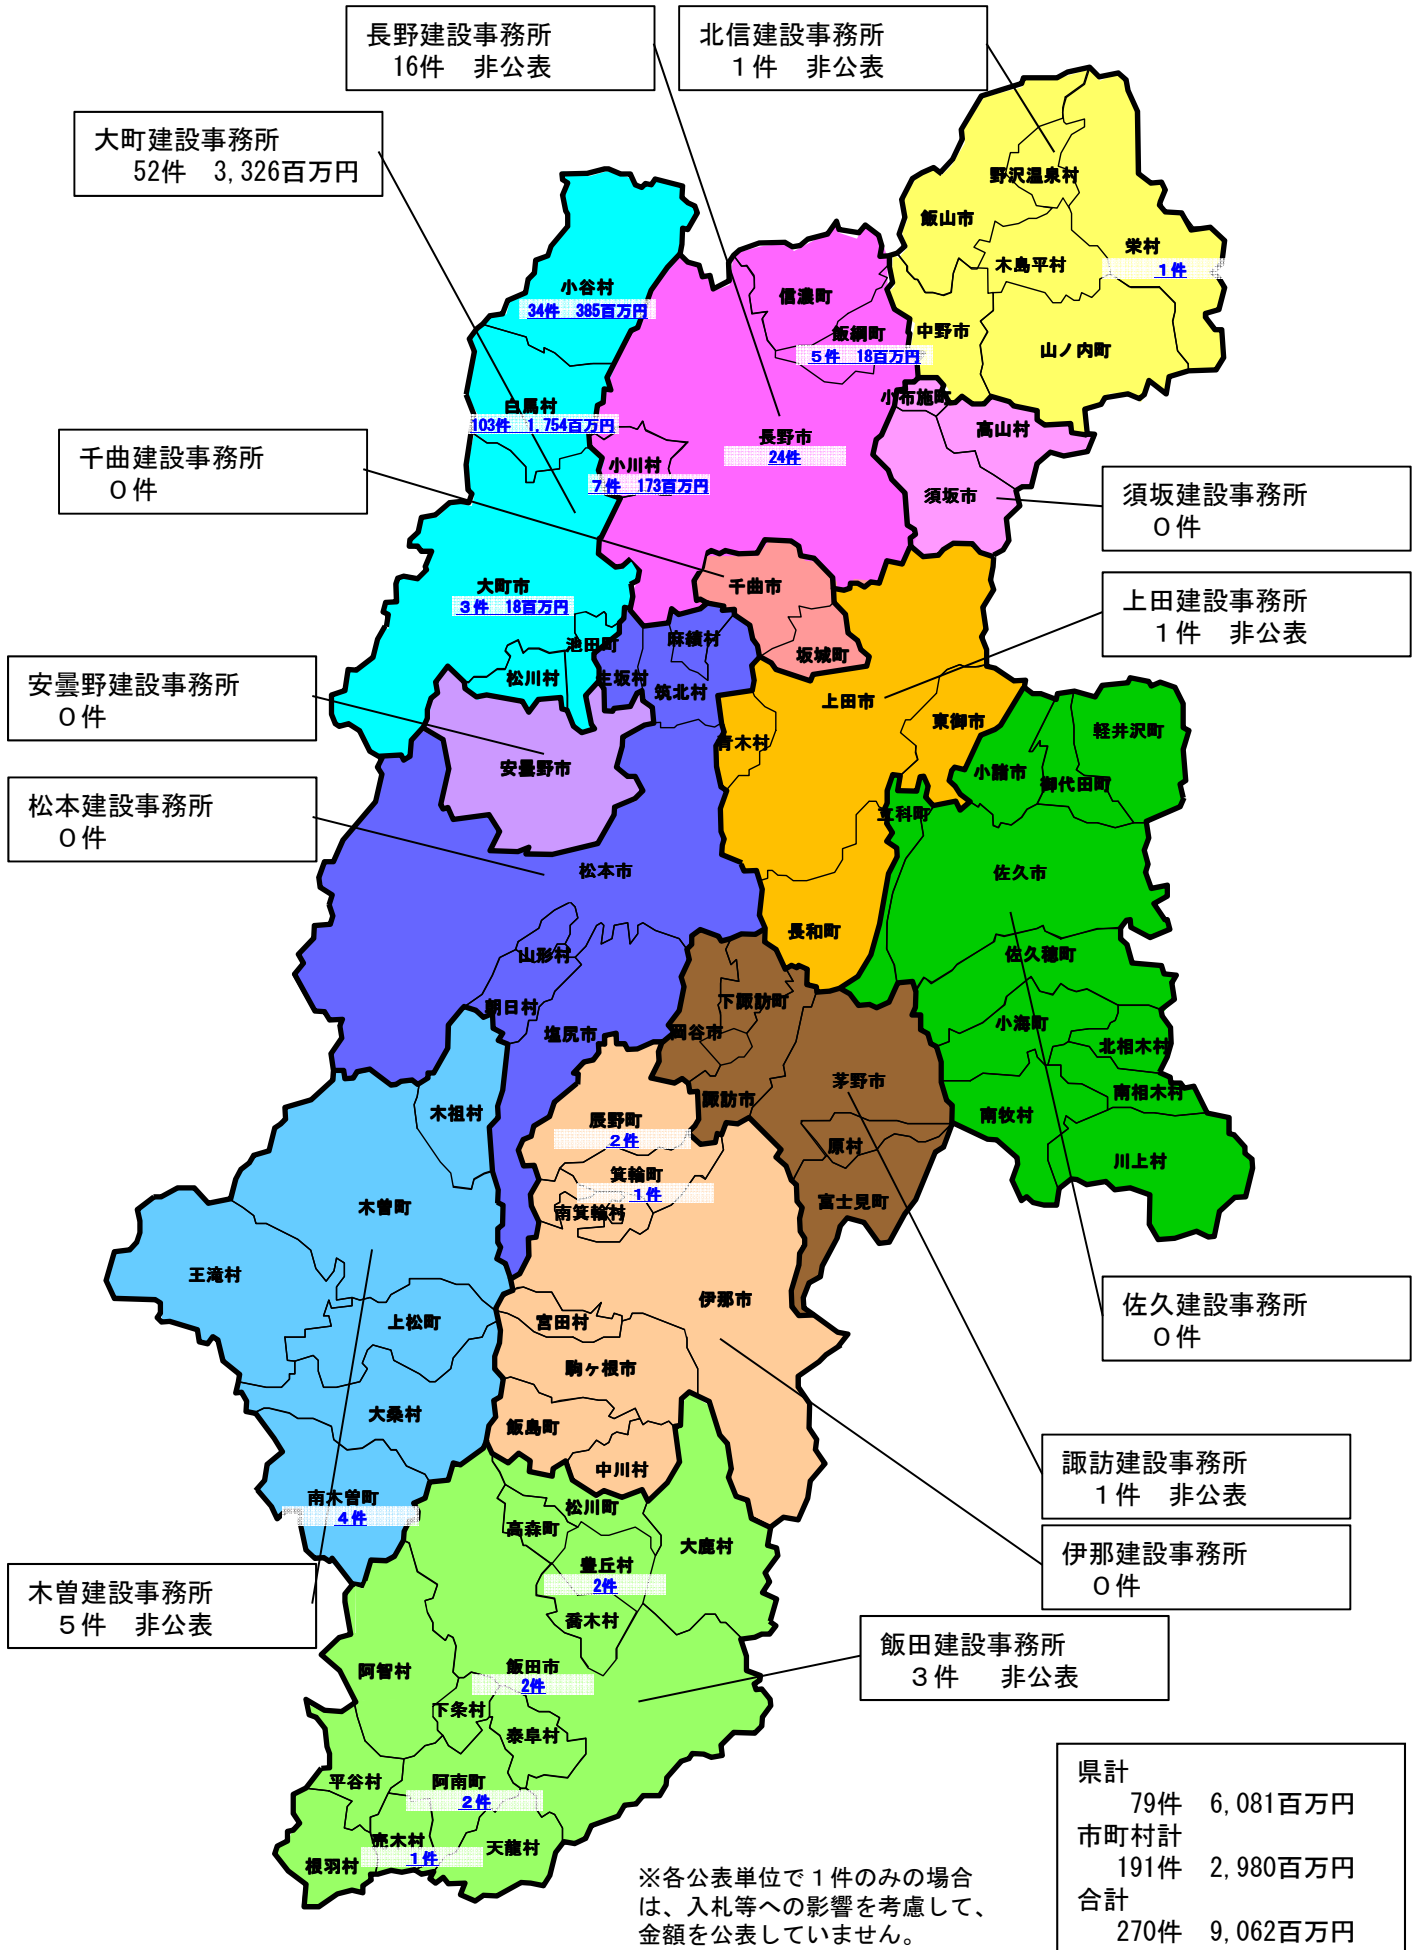 長野建設事務所
16件　非公表
北信建設事務所
１件　非公表
大町建設事務所
52件　3,326百万円
野沢温泉村
飯山市
栄村
１件
木島平村
小谷村
34件　385百万円
信濃町
飯綱町
５件　18百万円
中野市
山ノ内町
白馬村
103件　1,754百万円
小布施町
高山村
長野市
24件
千曲建設事務所
０件
小川村
７件　173百万円
須坂市
須坂建設事務所
０件
大町市
３件　18百万円
千曲市
上田建設事務所
１件　非公表
池田町
麻績村
坂城町
安曇野建設事務所
０件
松川村
生坂村
筑北村
上田市
東御市
軽井沢町
青木村
安曇野市
小諸市
御代田町
松本建設事務所
０件
立科町
松本市
佐久市
長和町
山形村
佐久穂町
朝日村
下諏訪町
岡谷市
小海町
塩尻市
北相木村
茅野市
南相木村
木祖村
諏訪市
南牧村
辰野町
２件
原村
川上村
箕輪町
１件
木曽町
南箕輪村
富士見町
王滝村
伊那市
上松町
宮田村
佐久建設事務所
０件
駒ヶ根市
大桑村
飯島町
中川村
諏訪建設事務所
１件　非公表
南木曽町
４件
松川町
高森町
大鹿村
豊丘村
2件
伊那建設事務所
０件
木曽建設事務所
５件　非公表
喬木村
飯田建設事務所
３件　非公表
阿智村
飯田市
2件
下条村
泰阜村
平谷村
阿南町
２件
売木村
１件
天龍村
根羽村
県計
79件　6,081百万円
市町村計
191件　2,980百万円
合計
270件　9,062百万円
※各公表単位で１件のみの場合
は、入札等への影響を考慮して、
金額を公表していません。